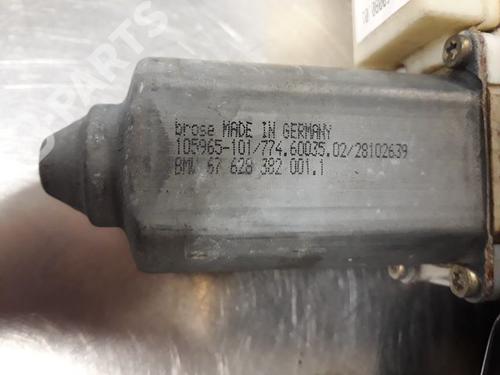 brose MADE IN GERMANY
105965-101/774.60035.02/28102639
BMW 67 628 382 001.1